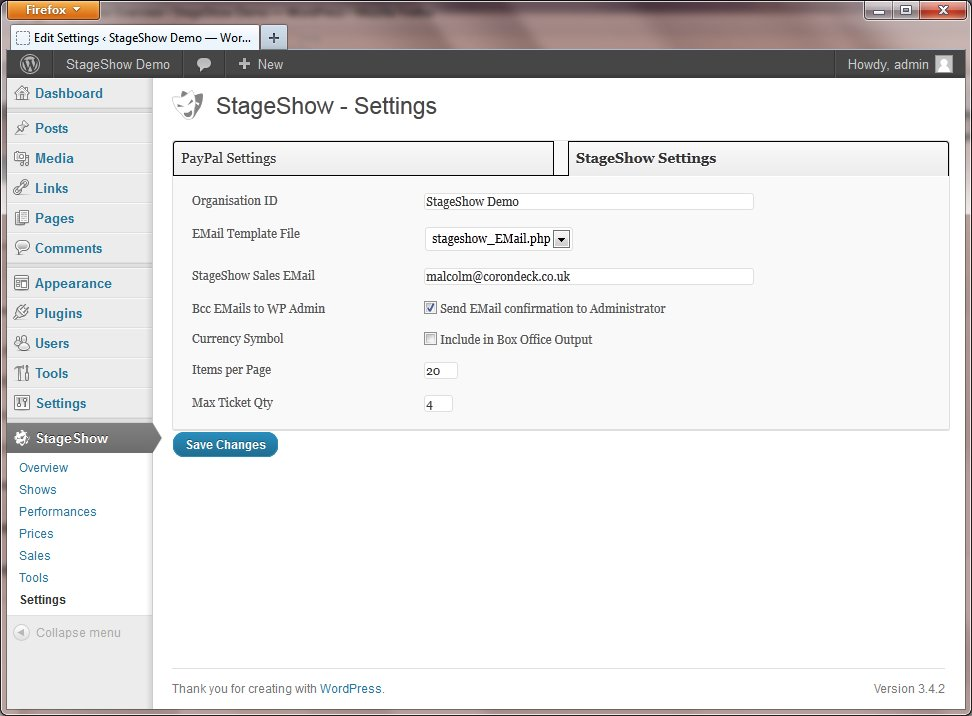 Firefox
Edit Settings ‹ StageShow Demo — Wor...
StageShow Demo
New
Howdy, admin
Dashboard
Posts
Media
Links
Pages
Comments
Appearance
Plugins
Users
Tools
Settings
StageShow
Overview
Shows
Performances
Prices
Sales
Tools
Settings
Collapse menu
StageShow - Settings
PayPal Settings
StageShow Settings
Organisation ID StageShow Demo
EMail Template File stageshow_EMail.php
StageShow Sales EMail malcolm@corondeck.co.uk
Bcc EMails to WP Admin Send EMail confirmation to Administrator
Currency Symbol Include in Box Office Output
Items per Page 20
Max Ticket Qty 4
Save Changes
Thank you for creating with WordPress. Version 3.4.2